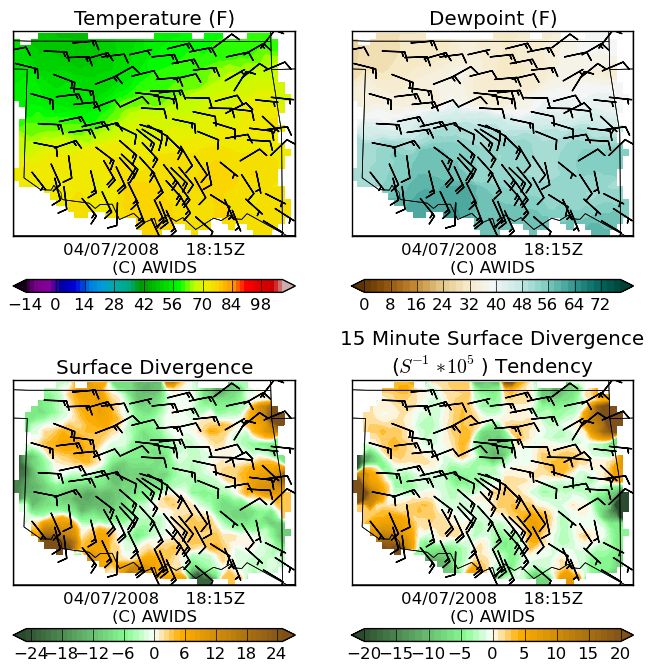 Temperature (F)
Dewpoint (F)
04/07/2008 18:15Z
(C) AWIDS
04/07/2008 18:15Z
(C) AWIDS
−14 0 14 28 42 56 70 84 98
0 8 16 24 32 40 48 56 64 72
Surface Divergence
15 Minute Surface Divergence
(S⁻¹ *10⁵ ) Tendency
04/07/2008 18:15Z
(C) AWIDS
04/07/2008 18:15Z
(C) AWIDS
−24 −18 −12 −6 0 6 12 18 24
−20 −15 −10 −5 0 5 10 15 20